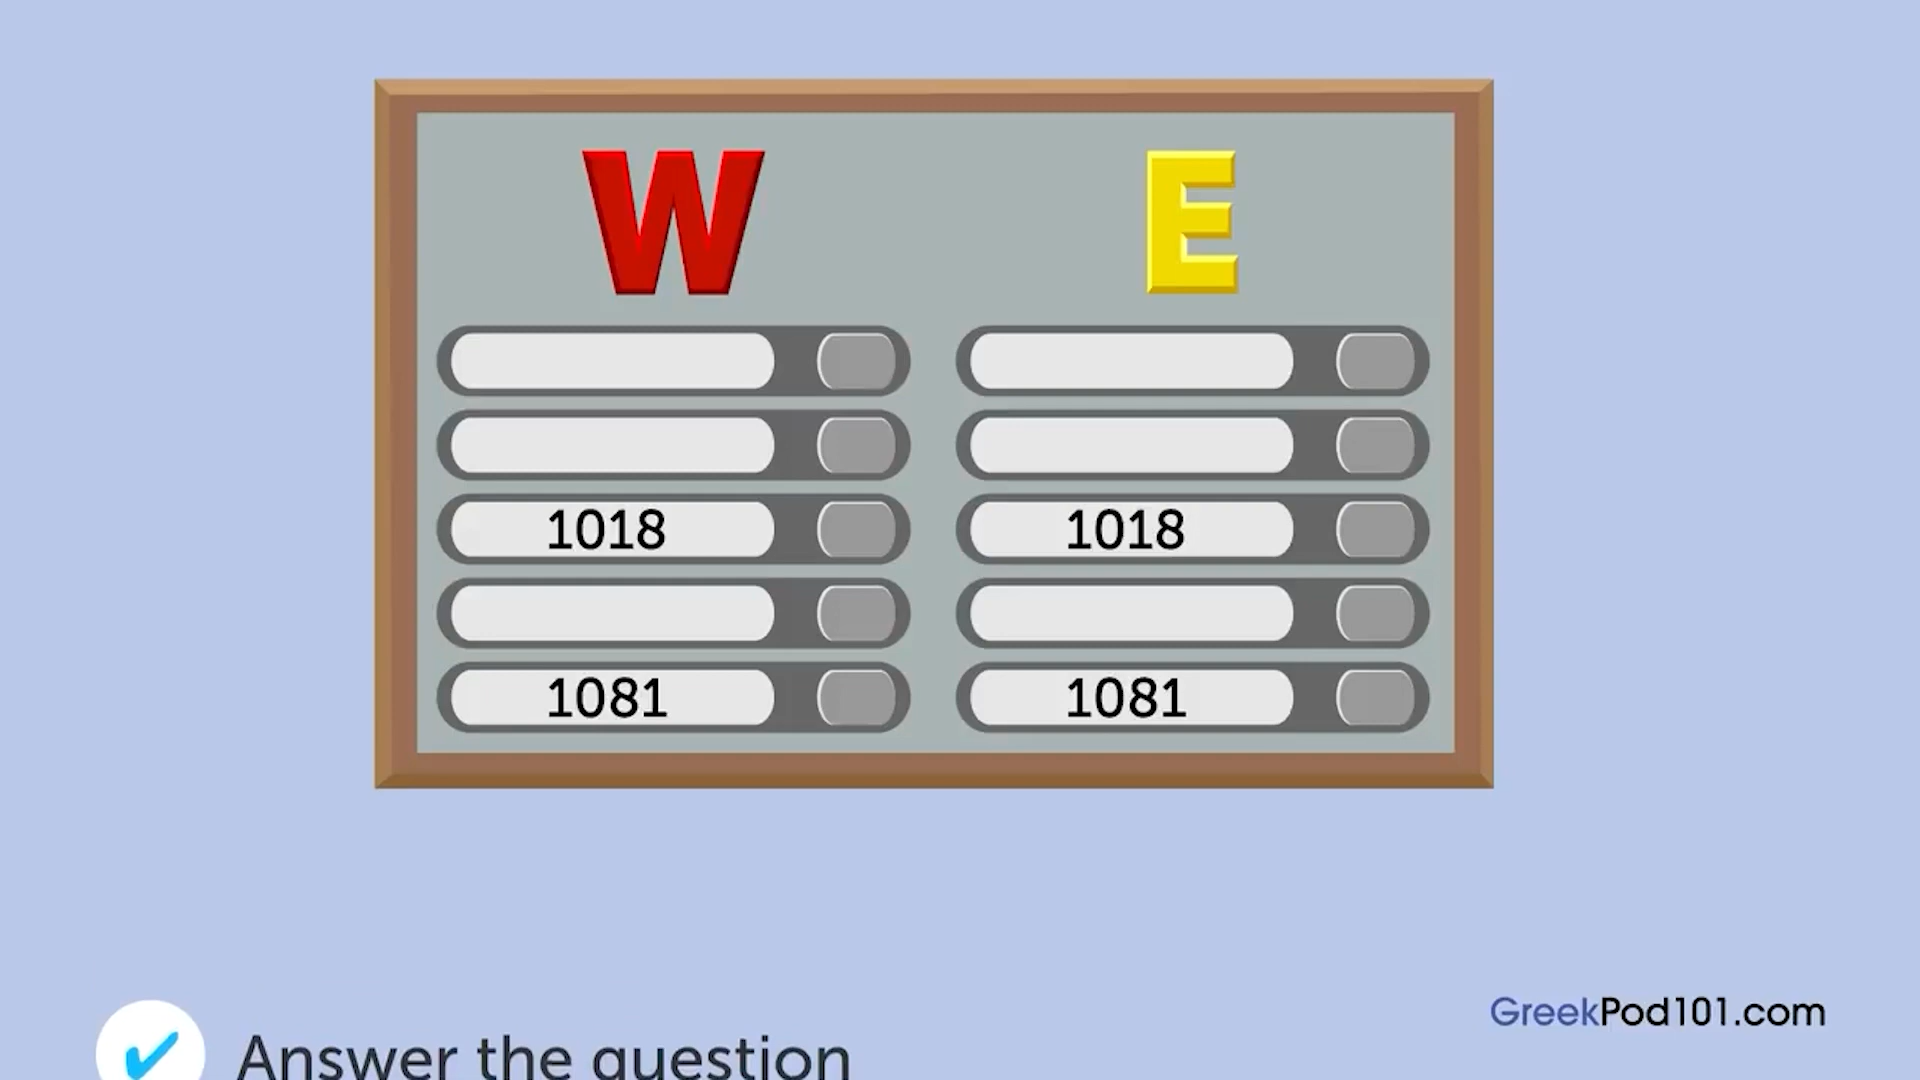 W E
1018 1018
1081 1081
GreekPod101.com
Answer the question